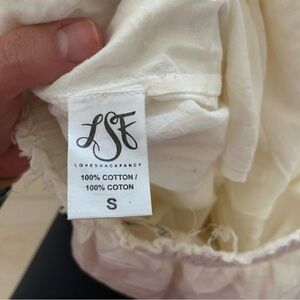 LSF
LOVESHACKFANCY
100% COTTON /
100% COTON
S